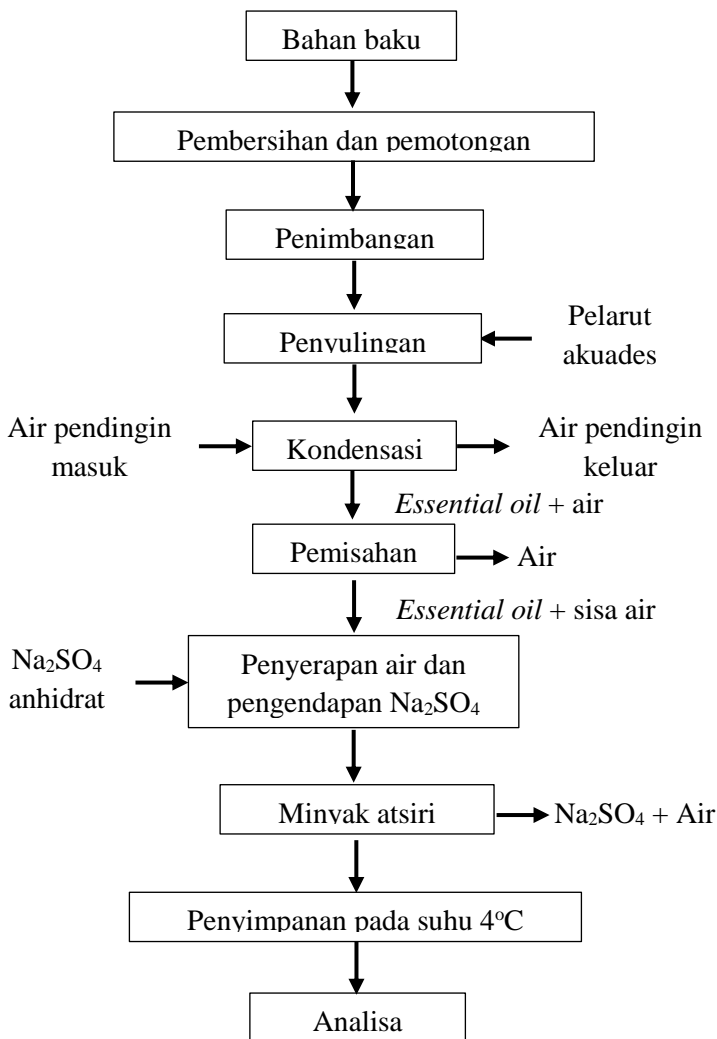 Bahan baku
Pembersihan dan pemotongan
Penimbangan
Penyulingan
Pelarut
akuades
Air pendingin
masuk
Kondensasi
Air pendingin
keluar
Essential oil + air
Pemisahan
Air
Essential oil + sisa air
Na₂SO₄
anhidrat
Penyerapan air dan
pengendapan Na₂SO₄
Minyak atsiri
Na₂SO₄ + Air
Penyimpanan pada suhu 4°C
Analisa